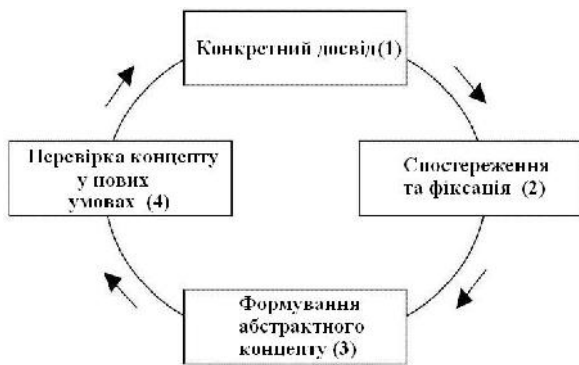 Конкретний досвід (1)
Спостереження
та фіксація (2)
Формування
абстрактного
концепту (3)
Перевірка концепту
у нових
умовах (4)